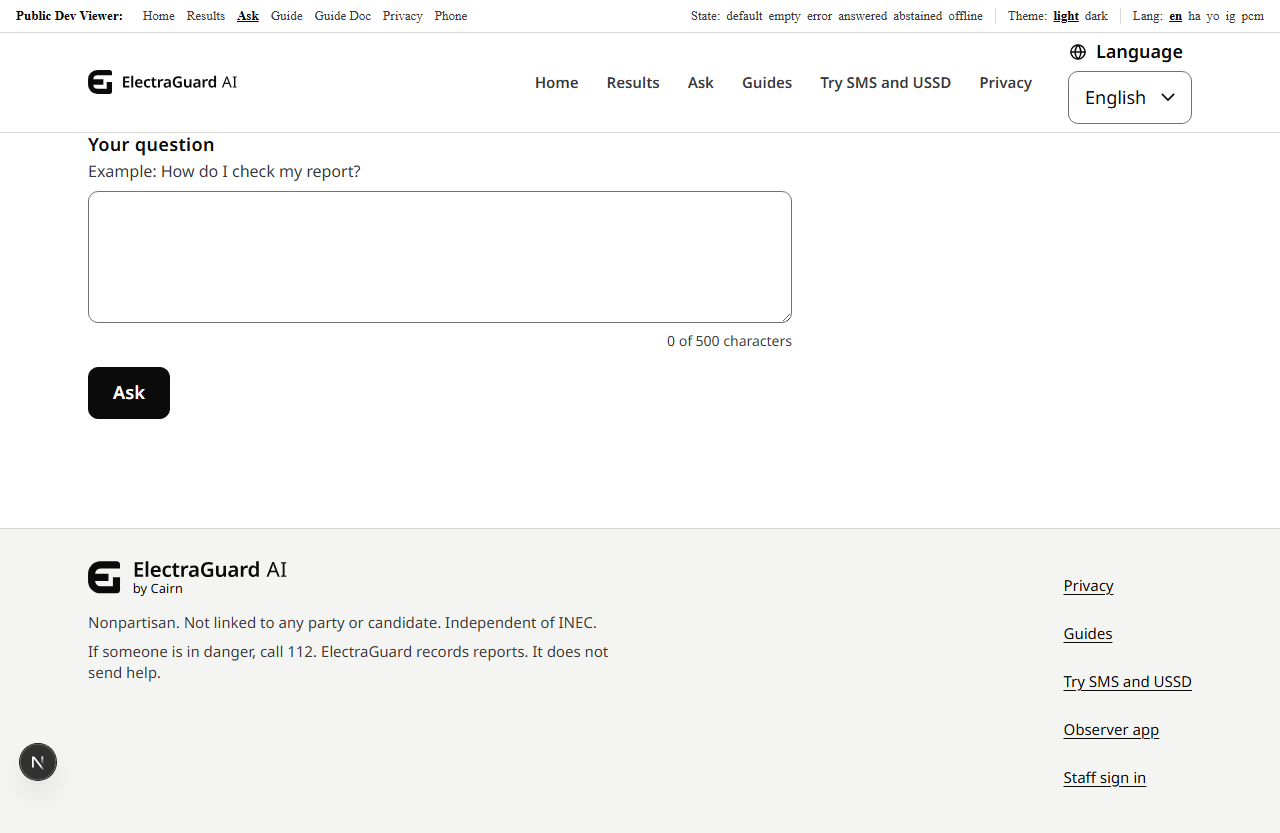 Public Dev Viewer: Home Results Ask Guide Guide Doc Privacy Phone State: default empty error answered abstained offline Theme: light dark Lang: en ha yo ig pcm
Language
ElectraGuard AI Home Results Ask Guides Try SMS and USSD Privacy
English
Your question
Example: How do I check my report?
0 of 500 characters
Ask
ElectraGuard AI
by Cairn
Nonpartisan. Not linked to any party or candidate. Independent of INEC.
If someone is in danger, call 112. ElectraGuard records reports. It does not
send help.
Privacy
Guides
Try SMS and USSD
Observer app
Staff sign in
N